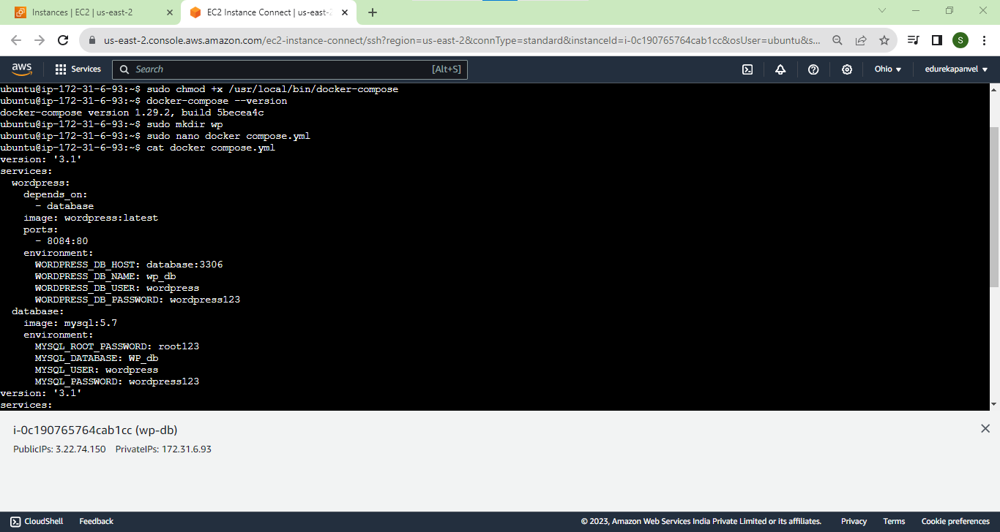 Instances | EC2 | us-east-2
EC2 Instance Connect | us-east-2
us-east-2.console.aws.amazon.com/ec2-instance-connect/ssh?region=us-east-2&connType=standard&instanceId=i-0c190765764cab1cc&osUser=ubuntu&s...
S
aws
Services
Search
[Alt+S]
Ohio
edurekapanvel
ubuntu@ip-172-31-6-93:~$ sudo chmod +x /usr/local/bin/docker-compose
ubuntu@ip-172-31-6-93:~$ docker-compose --version
docker-compose version 1.29.2, build 5becea4c
ubuntu@ip-172-31-6-93:~$ sudo mkdir wp
ubuntu@ip-172-31-6-93:~$ sudo nano docker compose.yml
ubuntu@ip-172-31-6-93:~$ cat docker compose.yml
version: '3.1'
services:
  wordpress:
    depends_on:
      - database
    image: wordpress:latest
    ports:
      - 8084:80
    environment:
      WORDPRESS_DB_HOST: database:3306
      WORDPRESS_DB_NAME: wp_db
      WORDPRESS_DB_USER: wordpress
      WORDPRESS_DB_PASSWORD: wordpress123
  database:
    image: mysql:5.7
    environment:
      MYSQL_ROOT_PASSWORD: root123
      MYSQL_DATABASE: WP_db
      MYSQL_USER: wordpress
      MYSQL_PASSWORD: wordpress123
version: '3.1'
services:
i-0c190765764cab1cc (wp-db)
PublicIPs: 3.22.74.150 PrivateIPs: 172.31.6.93
CloudShell
Feedback
© 2023, Amazon Web Services India Private Limited or its affiliates.
Privacy
Terms
Cookie preferences